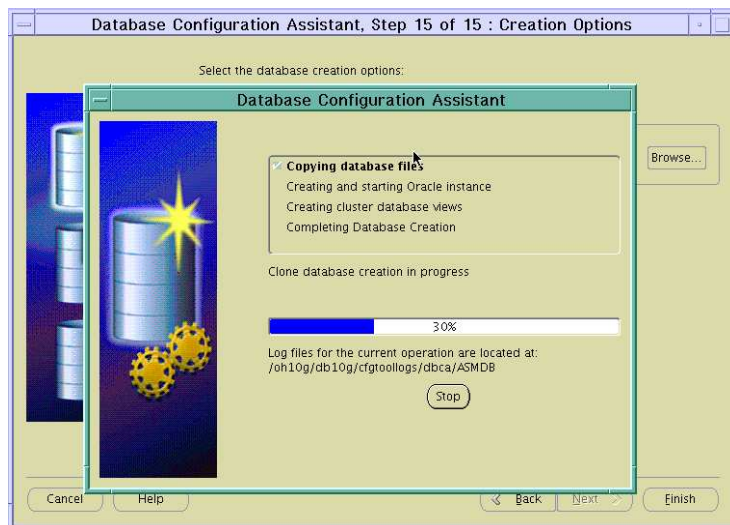 Database Configuration Assistant, Step 15 of 15 : Creation Options
Select the database creation options:
Database Configuration Assistant
Browse...
Copying database files
Creating and starting Oracle instance
Creating cluster database views
Completing Database Creation
Clone database creation in progress
30%
Log files for the current operation are located at:
/oh10g/db10g/cfgtoollogs/dbca/ASMDB
Stop
Cancel Help Back Next Finish